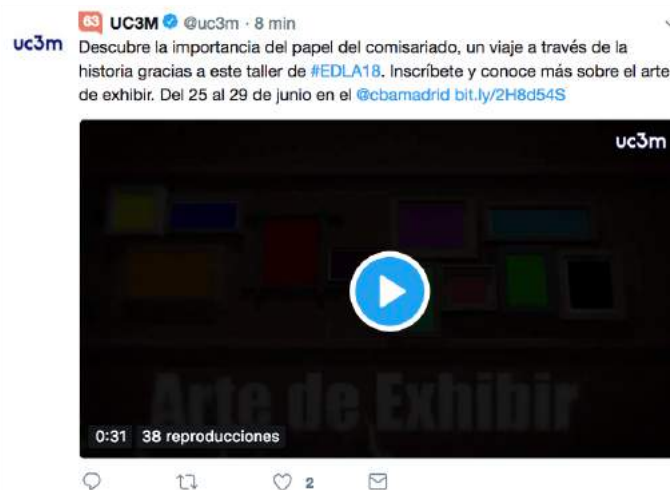 63 UC3M @uc3m · 8 min
uc3m
Descubre la importancia del papel del comisariado, un viaje a través de la
historia gracias a este taller de #EDLA18. Inscríbete y conoce más sobre el arte
de exhibir. Del 25 al 29 de junio en el @cbamadrid bit.ly/2H8d54S
uc3m
Arte de Exhibir
0:31 38 reproducciones
2